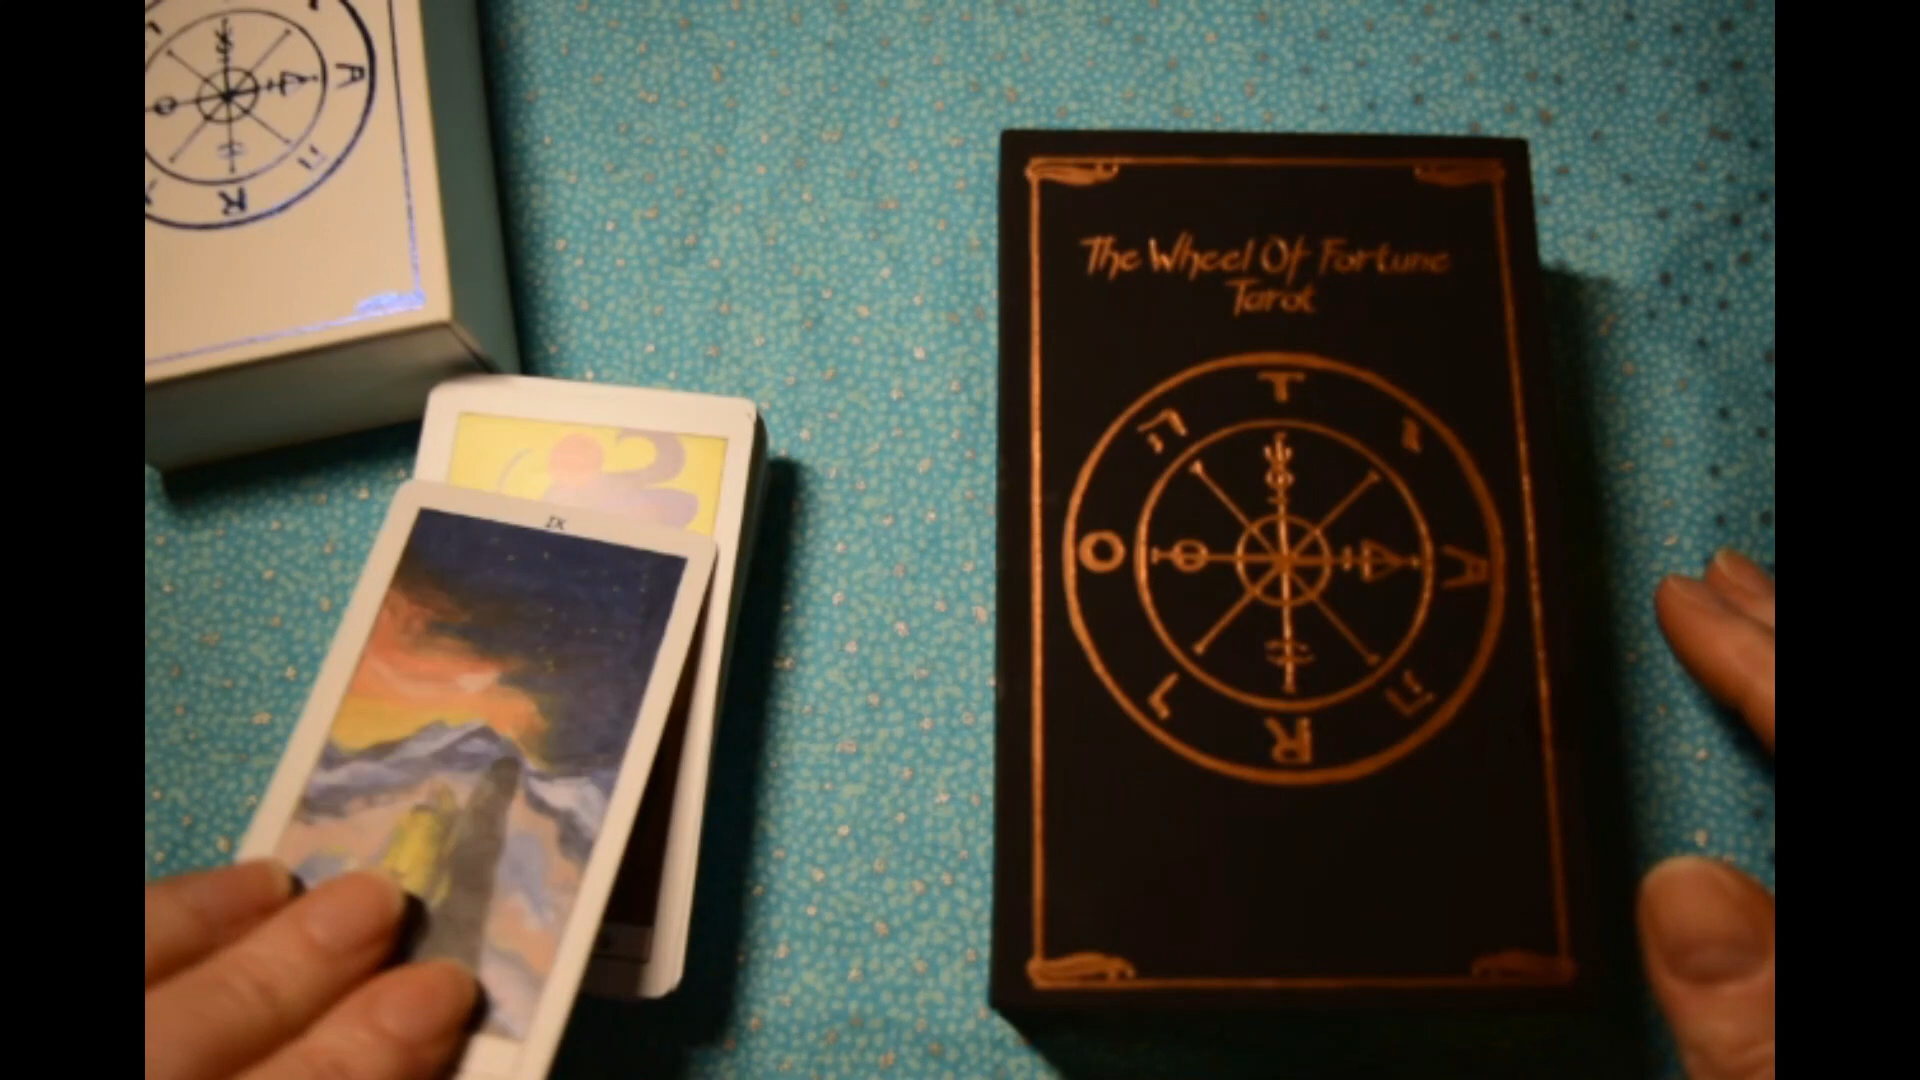 A
O
ה
R
IX
The Wheel Of Fortune
Tarot
T
ה
י
O
A
ו
ה
R